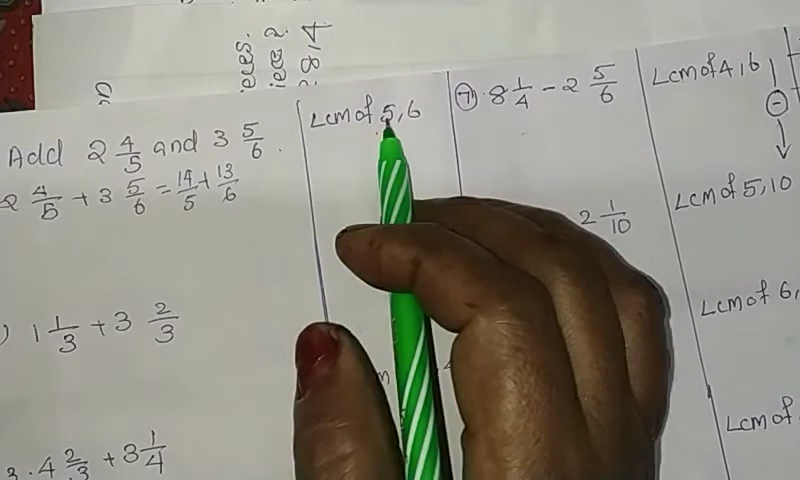 Add 2 4/5 and 3 5/6.
2 4/5 + 3 5/6 = 14/5 + 13/6
) 1 1/3 + 3 2/3
3. 4 2/3 + 3 1/4
Lcm of 5,6
(7). 8 1/4 - 2 5/6
2 1/10
Lcm of 4,6
Lcm of 5,10
Lcm of 6,
Lcm of